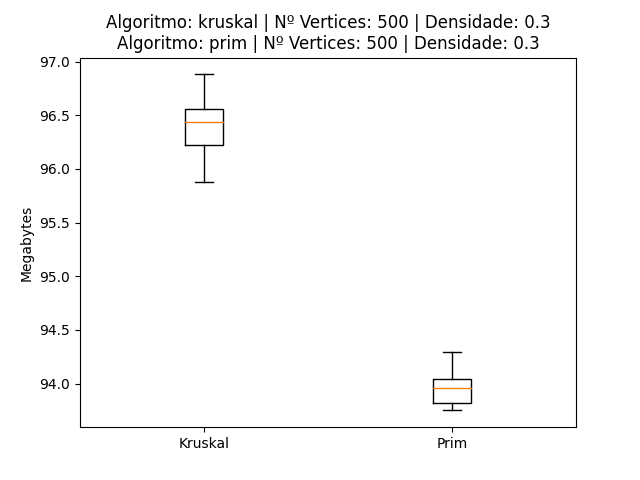 Algoritmo: kruskal | Nº Vertices: 500 | Densidade: 0.3
Algoritmo: prim | Nº Vertices: 500 | Densidade: 0.3
97.0
96.5
96.0
95.5
95.0
94.5
94.0
Megabytes
Kruskal
Prim